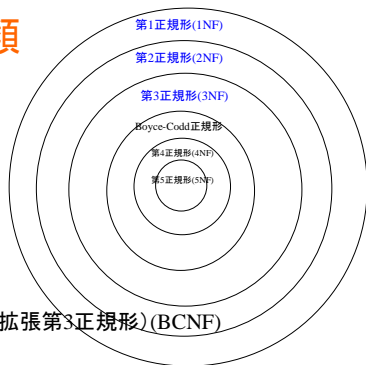 類
第1正規形(1NF)
第2正規形(2NF)
第3正規形(3NF)
Boyce-Codd正規形
第4正規形(4NF)
第5正規形(5NF)
拡張第3正規形)(BCNF)